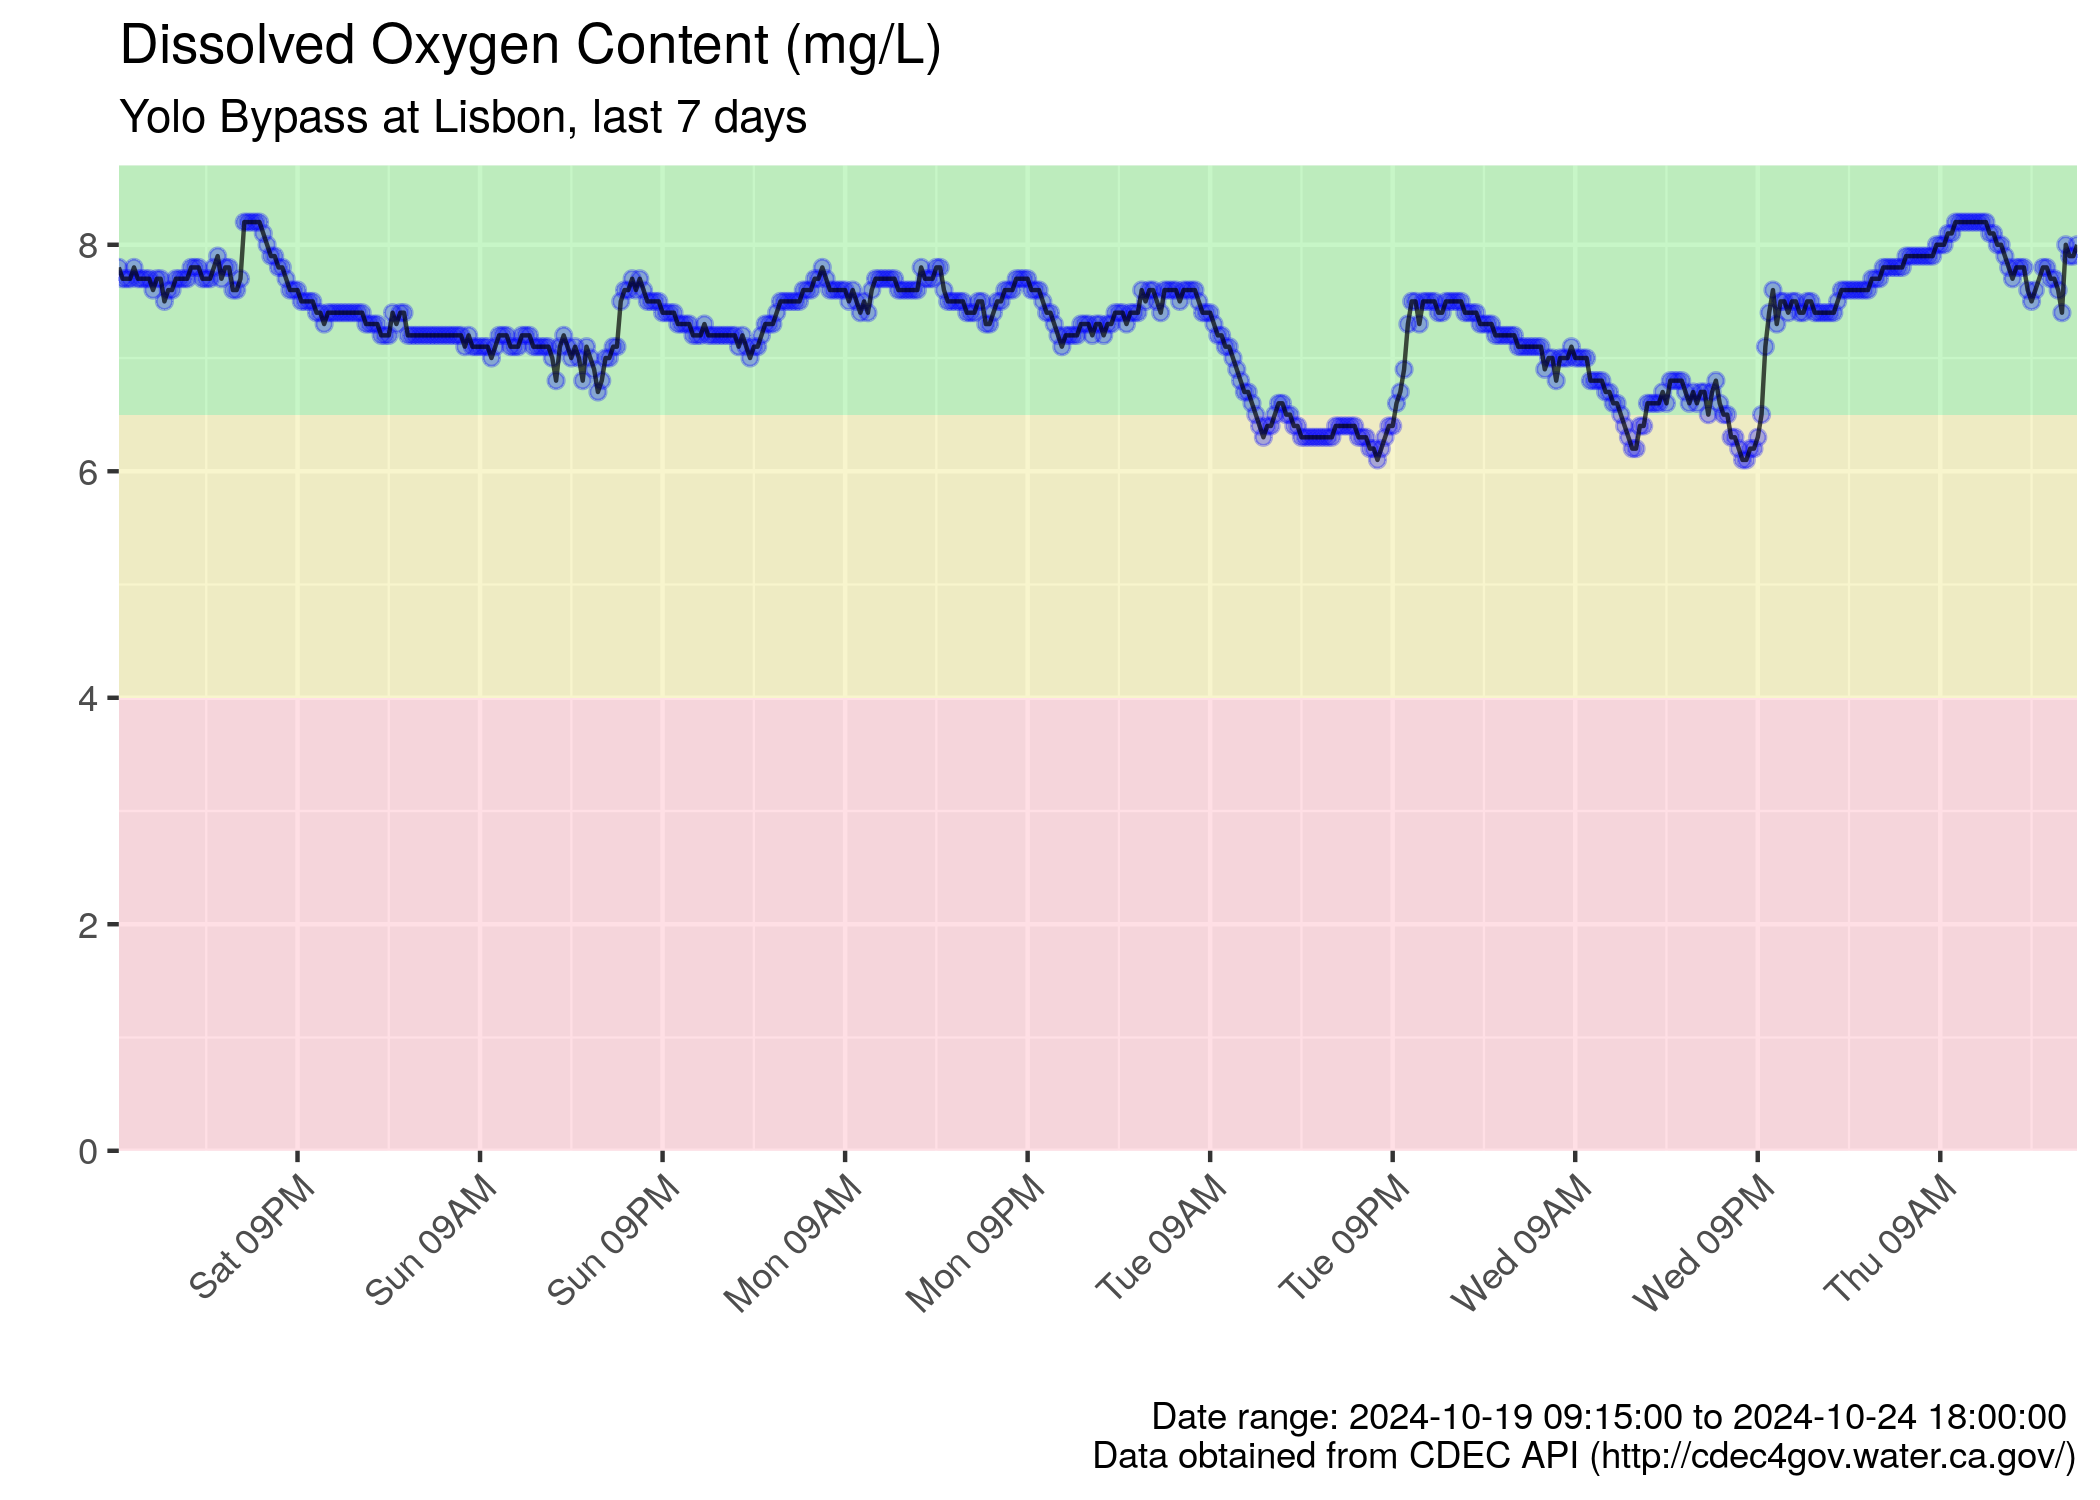 Dissolved Oxygen Content (mg/L)
Yolo Bypass at Lisbon, last 7 days
8
6
4
2
0
Sat 09PM
Sun 09AM
Sun 09PM
Mon 09AM
Mon 09PM
Tue 09AM
Tue 09PM
Wed 09AM
Wed 09PM
Thu 09AM
Date range: 2024-10-19 09:15:00 to 2024-10-24 18:00:00
Data obtained from CDEC API (http://cdec4gov.water.ca.gov/)